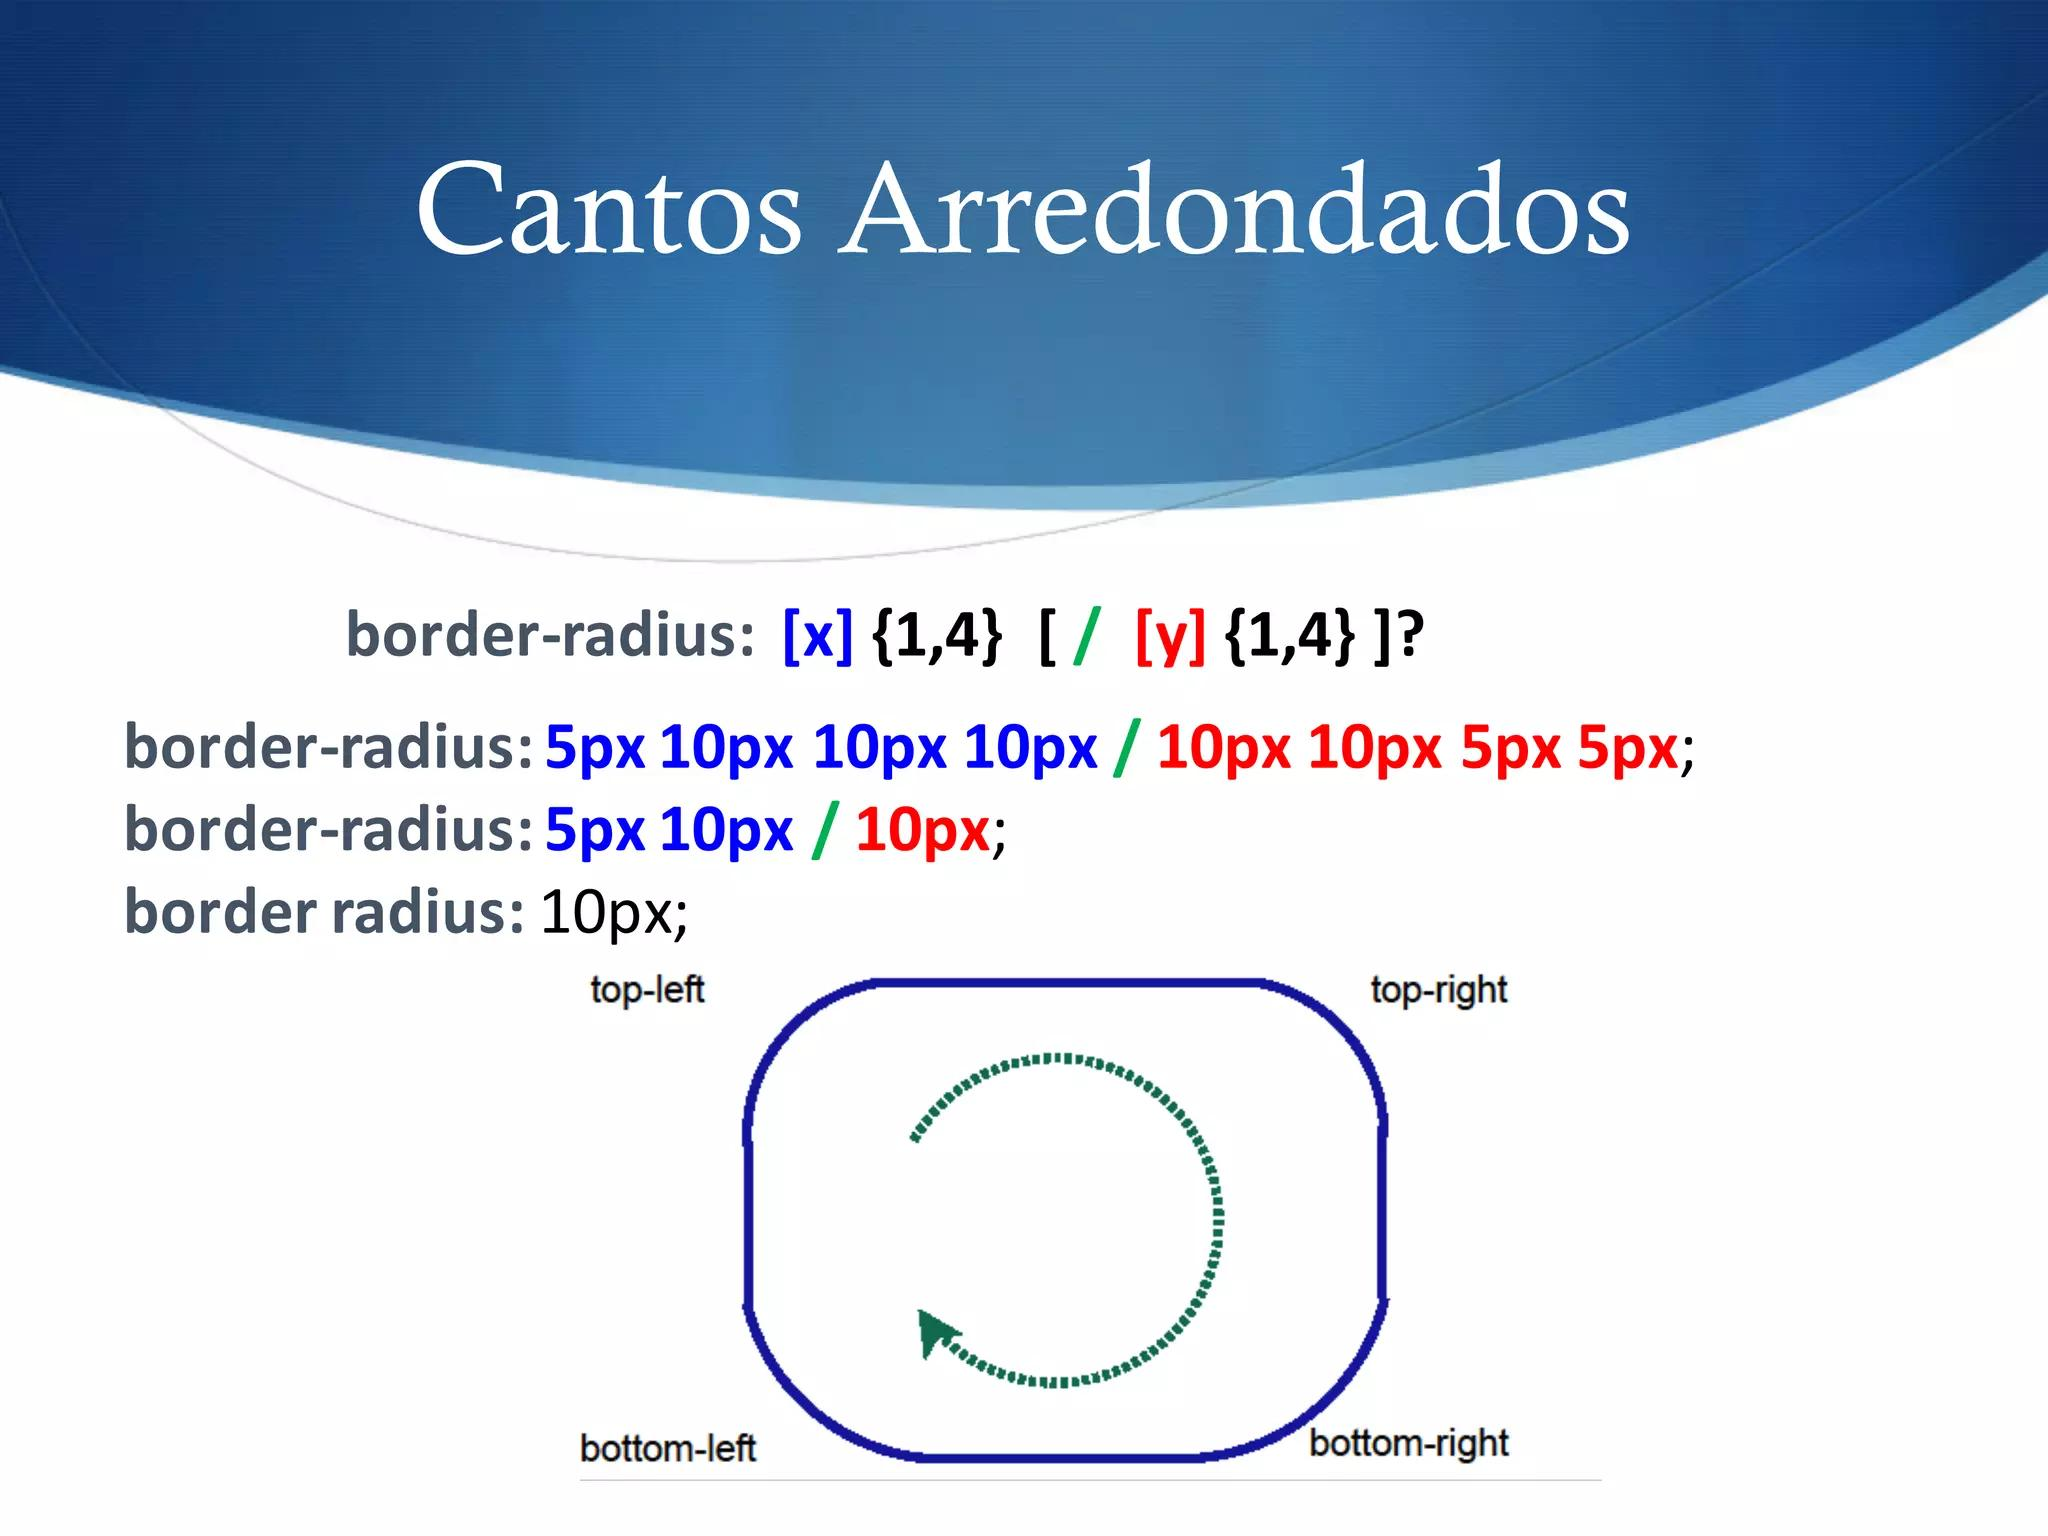 Cantos Arredondados
border-radius: [x] {1,4} [ / [y] {1,4} ]?
border-radius: 5px 10px 10px 10px / 10px 10px 5px 5px;
border-radius: 5px 10px / 10px;
border radius: 10px;
top-left
top-right
bottom-left
bottom-right